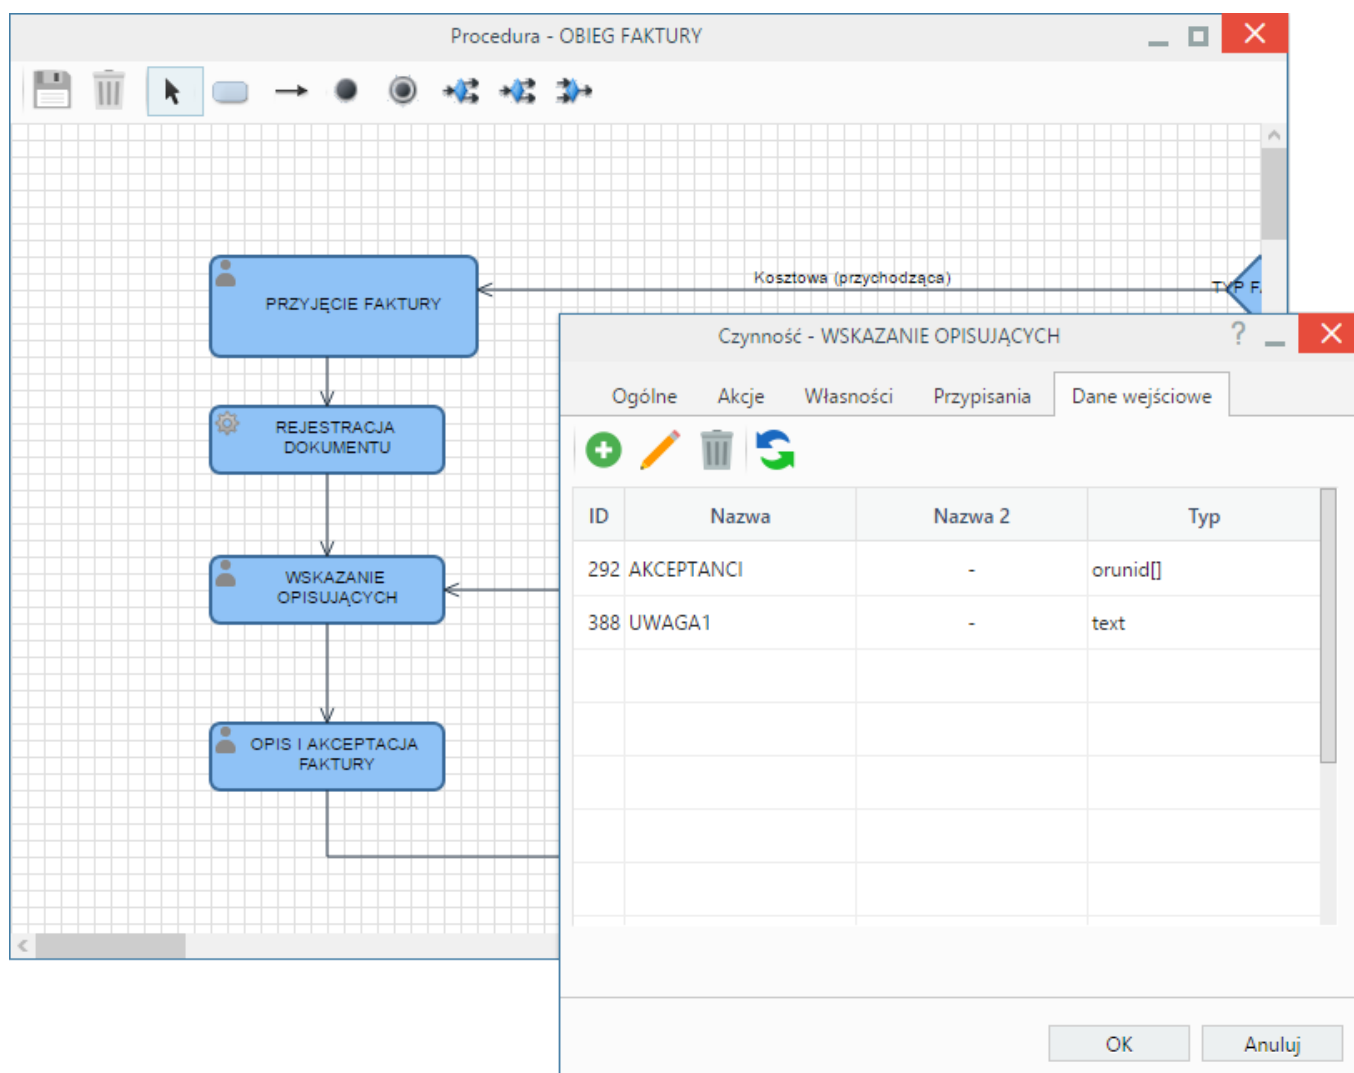 Procedura - OBIEG FAKTURY
Kosztowa (przychodząca)
TYP F
PRZYJĘCIE FAKTURY
REJESTRACJA
DOKUMENTU
WSKAZANIE
OPISUJĄCYCH
OPIS I AKCEPTACJA
FAKTURY
Czynność - WSKAZANIE OPISUJĄCYCH
?
Ogólne Akcje Własności Przypisania Dane wejściowe
ID Nazwa Nazwa 2 Typ
292 AKCEPTANCI - orunid[]
388 UWAGA1 - text
OK Anuluj